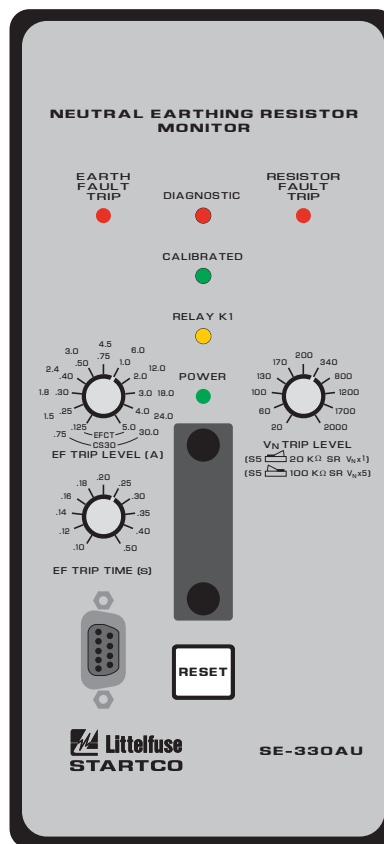 NEUTRAL EARTHING RESISTOR
MONITOR
EARTH
FAULT
TRIP
DIAGNOSTIC
RESISTOR
FAULT
TRIP
CALIBRATED
RELAY K1
POWER
4.5
3.0 6.0
.75
.50 1.0
2.4 12.0
.40 2.0
1.8 .30 3.0 18.0
.25 4.0
1.5 24.0
.125 5.0
.75 EFCT 30.0
CS30
EF TRIP LEVEL (A)
200
170 340
130 800
100 1200
60 1700
20 2000
VN TRIP LEVEL
(S5 20 KΩ SR VNx1)
(S5 100 KΩ SR VNx5)
.20
.18 .25
.16 .30
.14 .35
.12 .40
.10 .50
EF TRIP TIME (S)
RESET
Littelfuse
STARTCO
SE-330AU